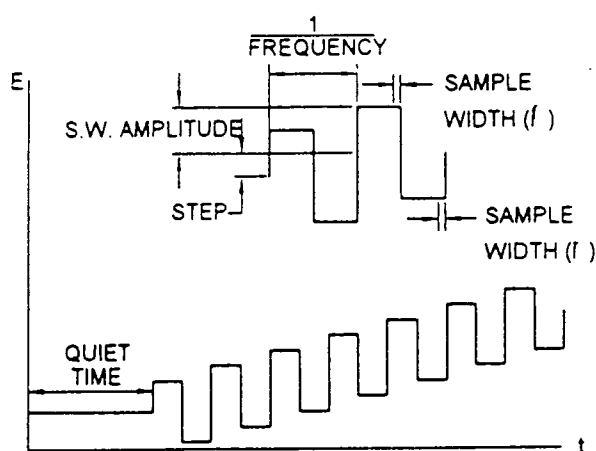 1
FREQUENCY
E
SAMPLE
WIDTH (f )
S.W. AMPLITUDE
STEP
SAMPLE
WIDTH (r )
QUIET
TIME
t